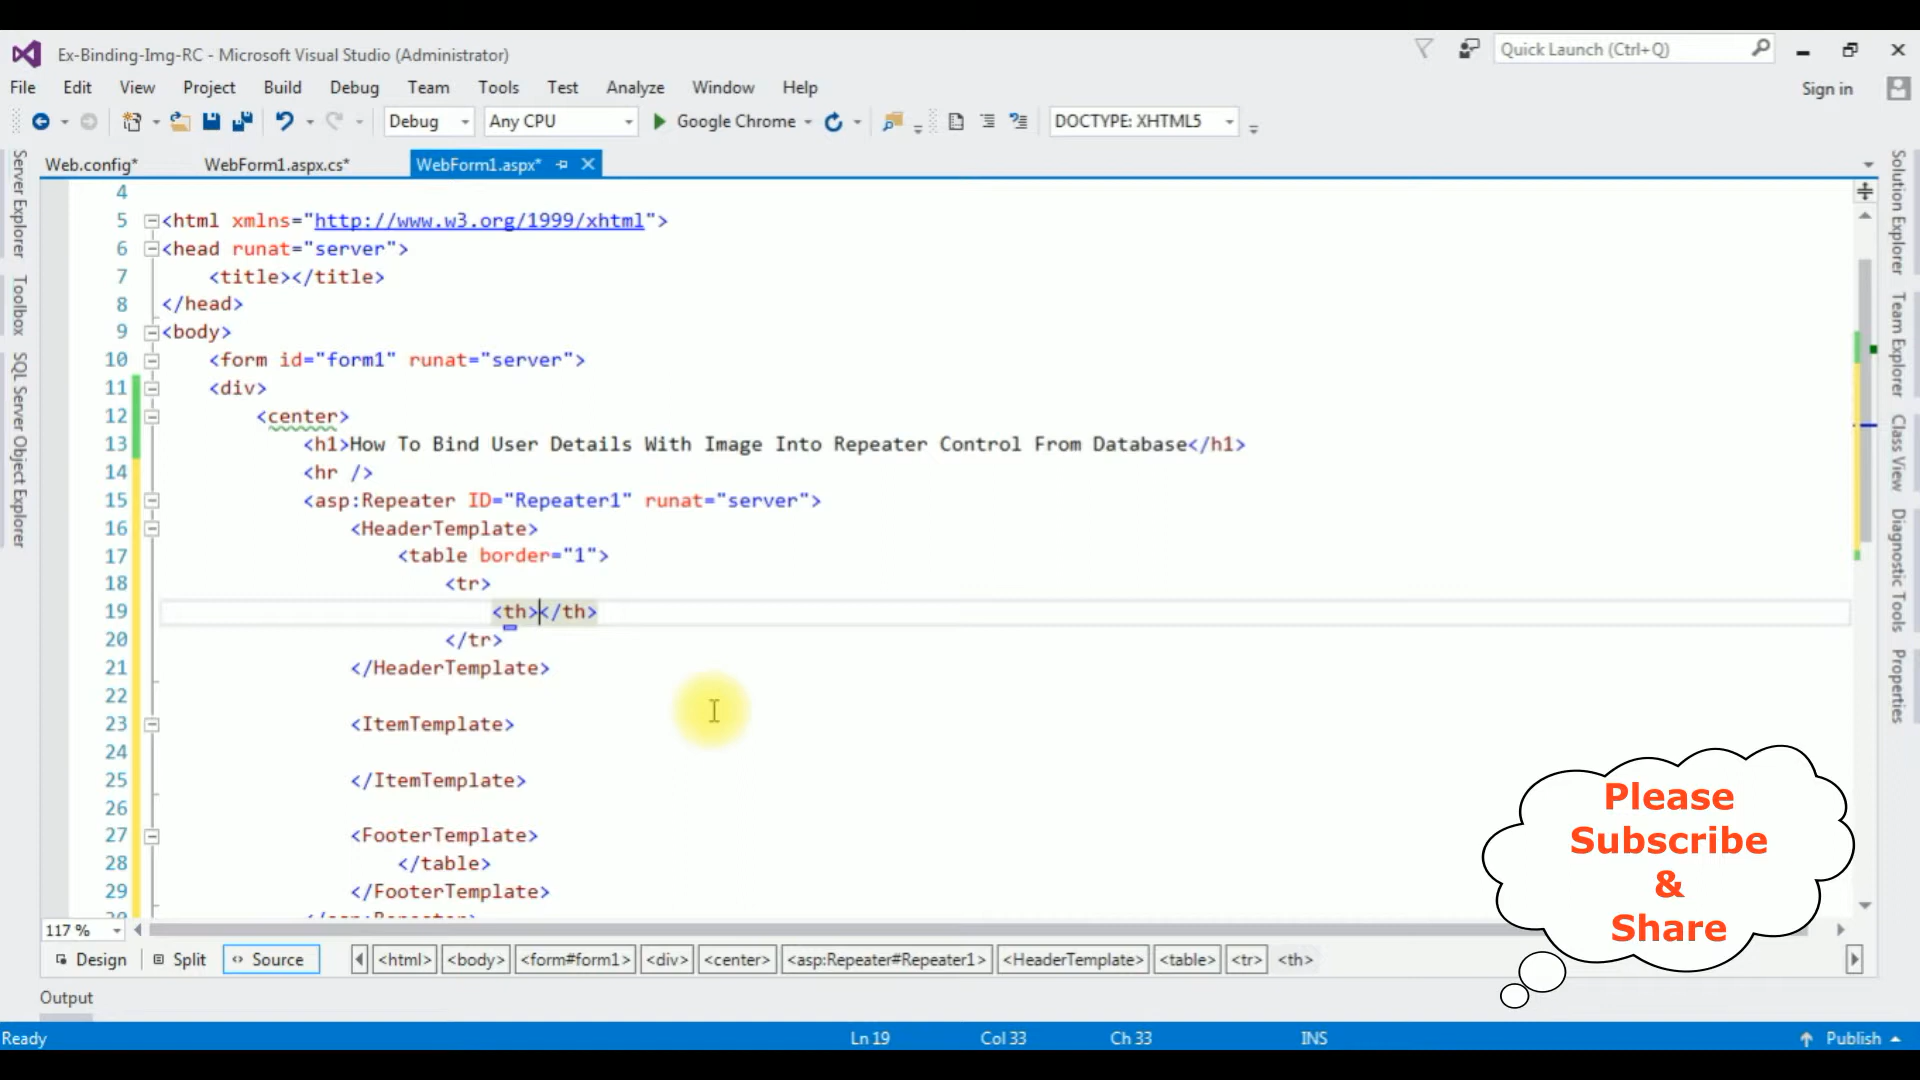 Ex-Binding-Img-RC - Microsoft Visual Studio (Administrator)
Quick Launch (Ctrl+Q)
File Edit View Project Build Debug Team Tools Test Analyze Window Help
Sign in
Debug Any CPU Google Chrome DOCTYPE: XHTML5
Web.config* WebForm1.aspx.cs* WebForm1.aspx*
Server Explorer
Toolbox
SQL Server Object Explorer
4
5 <html xmlns="http://www.w3.org/1999/xhtml">
6 <head runat="server">
7 <title></title>
8 </head>
9 <body>
10 <form id="form1" runat="server">
11 <div>
12 <center>
13 <h1>How To Bind User Details With Image Into Repeater Control From Database</h1>
14 <hr />
15 <asp:Repeater ID="Repeater1" runat="server">
16 <HeaderTemplate>
17 <table border="1">
18 <tr>
19 <th></th>
20 </tr>
21 </HeaderTemplate>
22
23 <ItemTemplate>
24
25 </ItemTemplate>
26
27 <FooterTemplate>
28 </table>
29 </FooterTemplate>
30 </asp:Repeater>
Solution Explorer
Team Explorer
Class View
Diagnostic Tools
Properties
Please
Subscribe
&
Share
117 %
Design Split Source <html> <body> <form#form1> <div> <center> <asp:Repeater#Repeater1> <HeaderTemplate> <table> <tr> <th>
Output
Ready Ln 19 Col 33 Ch 33 INS Publish